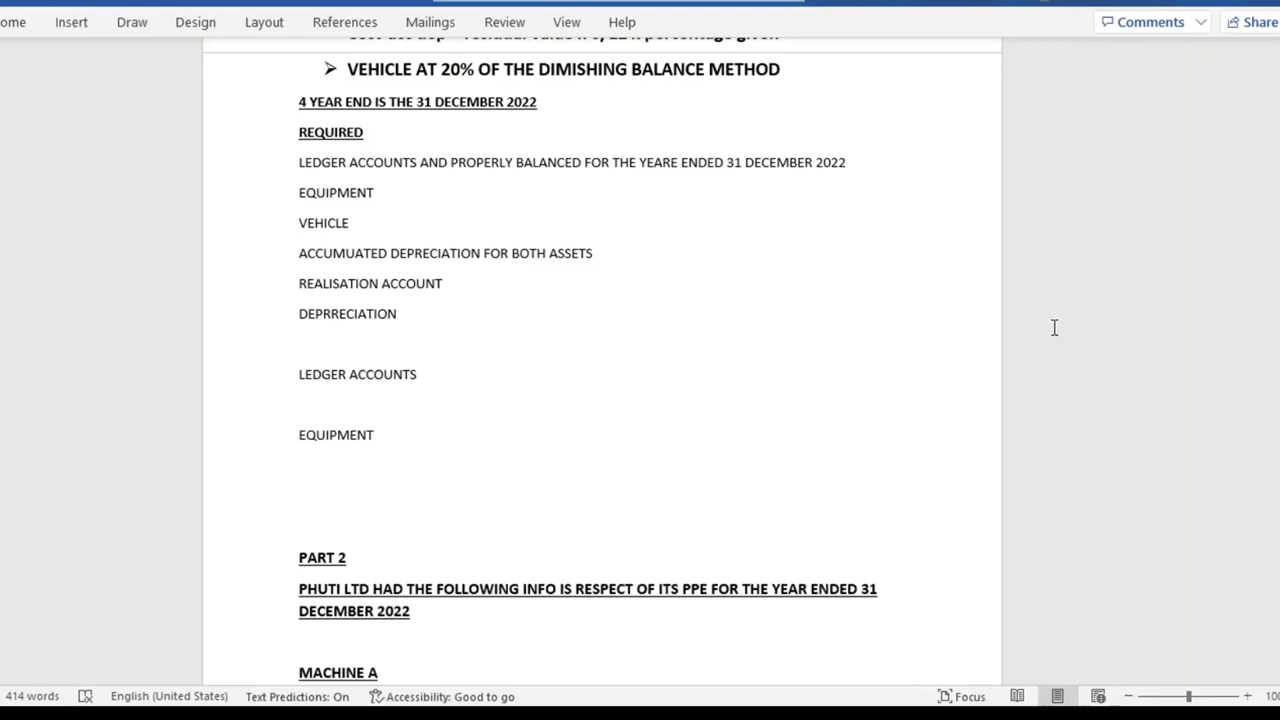 ome Insert Draw Design Layout References Mailings Review View Help Comments Share
➢ VEHICLE AT 20% OF THE DIMISHING BALANCE METHOD
4 YEAR END IS THE 31 DECEMBER 2022
REQUIRED
LEDGER ACCOUNTS AND PROPERLY BALANCED FOR THE YEARE ENDED 31 DECEMBER 2022
EQUIPMENT
VEHICLE
ACCUMUATED DEPRECIATION FOR BOTH ASSETS
REALISATION ACCOUNT
DEPRRECIATION
LEDGER ACCOUNTS
EQUIPMENT
PART 2
PHUTI LTD HAD THE FOLLOWING INFO IS RESPECT OF ITS PPE FOR THE YEAR ENDED 31
DECEMBER 2022
MACHINE A
414 words English (United States) Text Predictions: On Accessibility: Good to go Focus 100